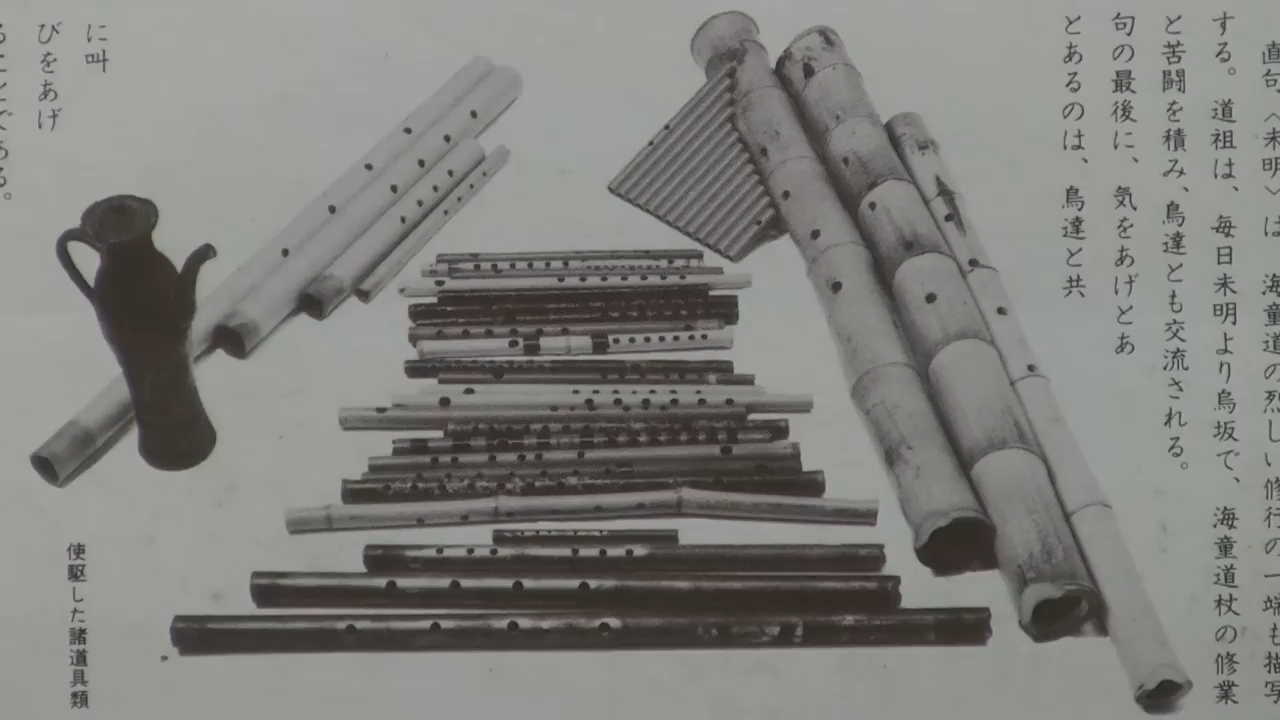 直句〈未明〉は、海童道の烈しい修行の一端も描写
する。道祖は、毎日未明より烏坂で、海童道杖の修業
と苦闘を積み、鳥達とも交流される。
句の最後に、気をあげとあ
とあるのは、鳥達と共
に叫
びをあげ
ることである。
使駆した諸道具類